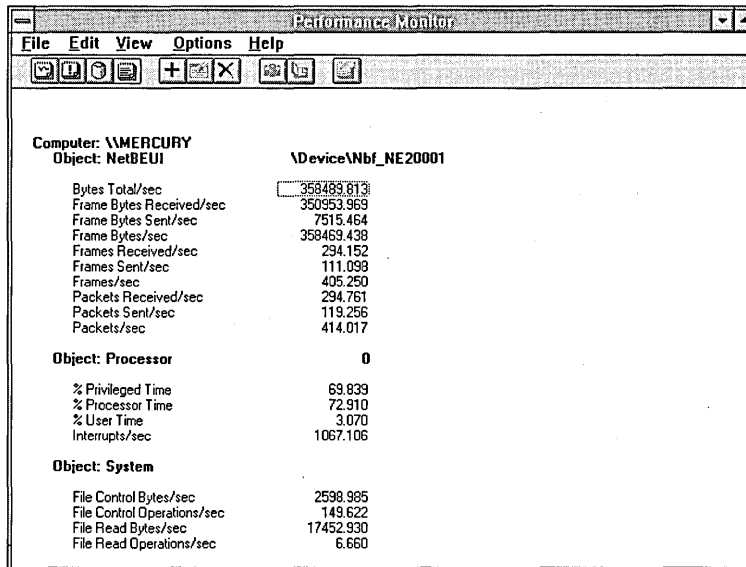 Performance Monitor
File Edit View Options Help
Computer: \\MERCURY
Object: NetBEUI \Device\Nbf_NE20001
Bytes Total/sec 358489.813
Frame Bytes Received/sec 350953.969
Frame Bytes Sent/sec 7515.464
Frame Bytes/sec 358469.438
Frames Received/sec 294.152
Frames Sent/sec 111.098
Frames/sec 405.250
Packets Received/sec 294.761
Packets Sent/sec 119.256
Packets/sec 414.017
Object: Processor 0
% Privileged Time 69.839
% Processor Time 72.910
% User Time 3.070
Interrupts/sec 1067.106
Object: System
File Control Bytes/sec 2598.985
File Control Operations/sec 149.622
File Read Bytes/sec 17452.930
File Read Operations/sec 6.660